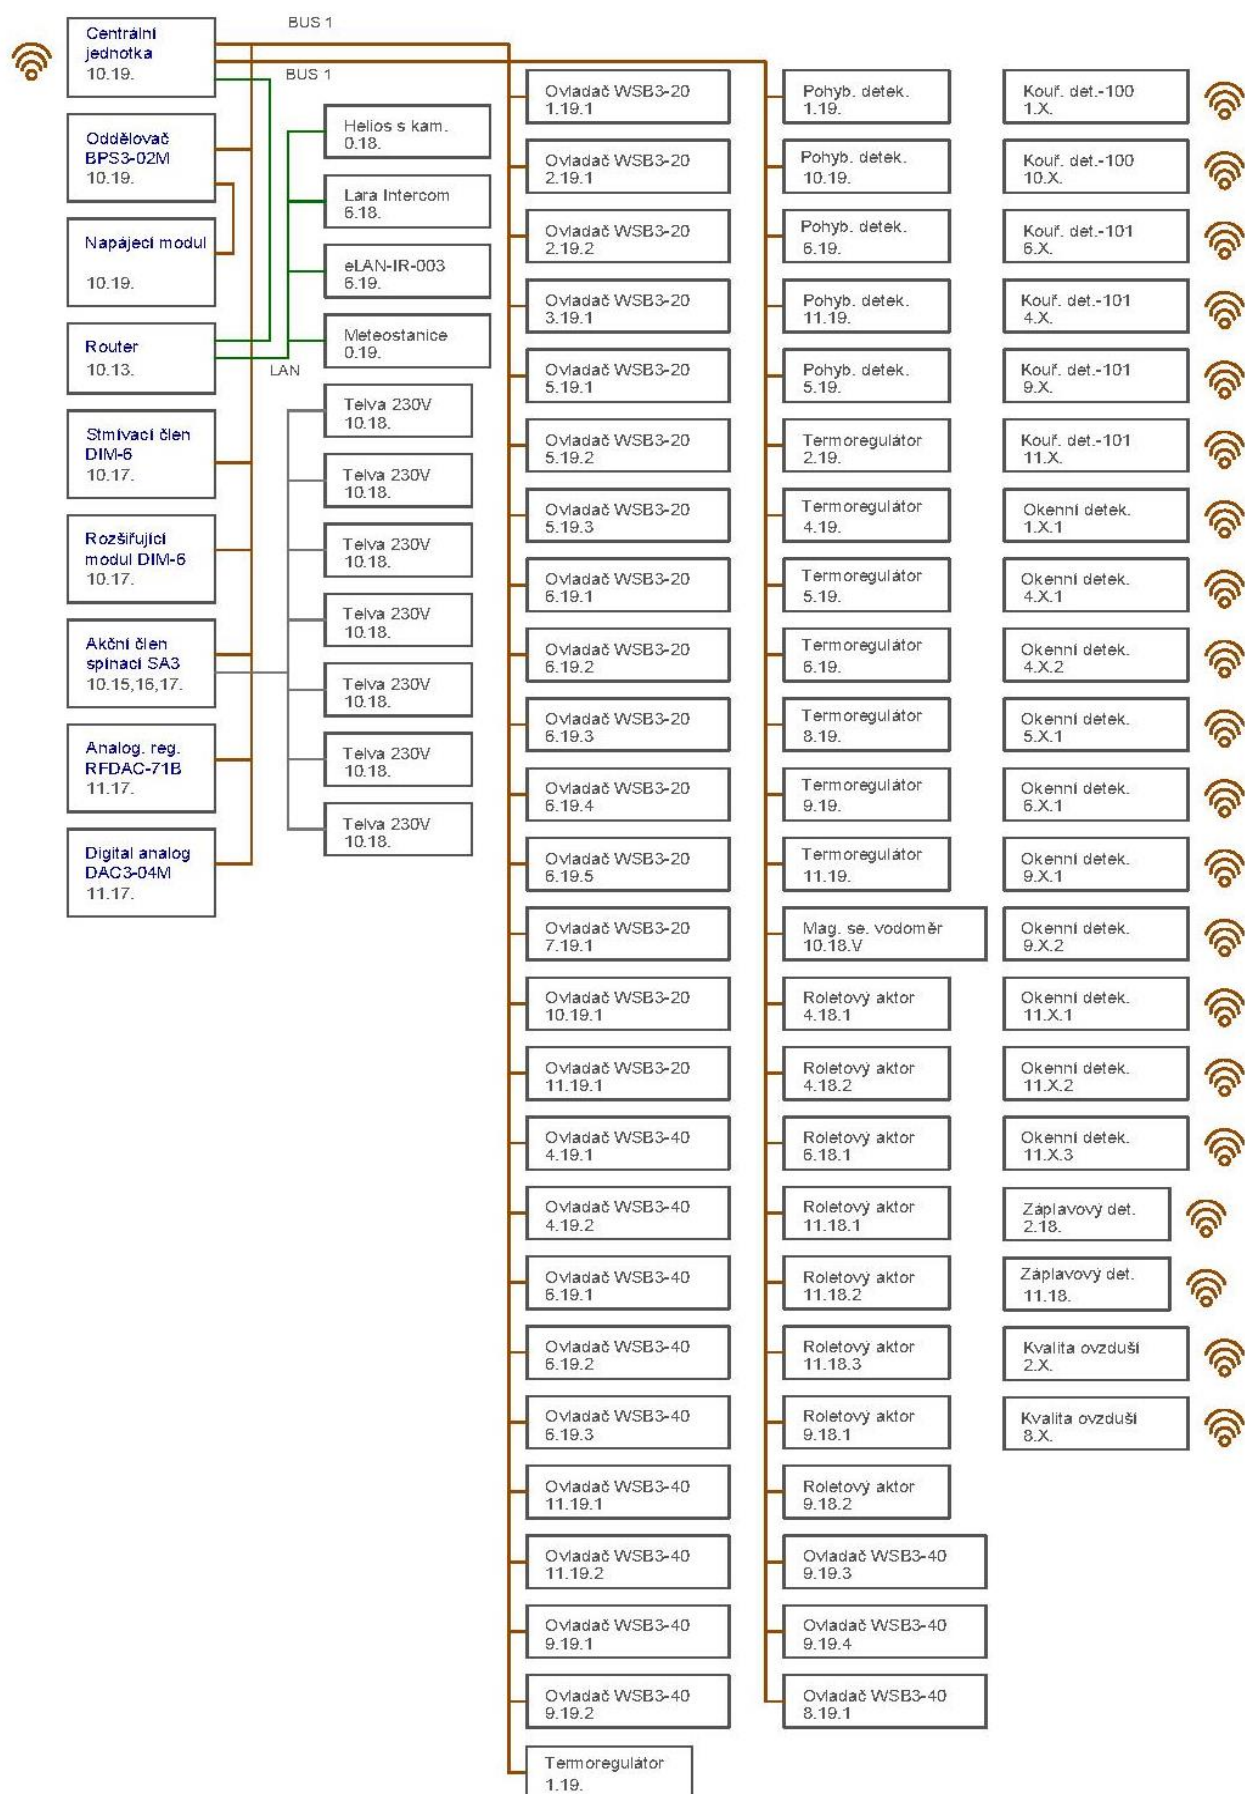 BUS 1
Centrální
jednotka
10.19.
BUS 1
Oddělovač
BPS3-02M
10.19.
Napájecí modul
10.19.
Router
10.13.
LAN
Stmívací člen
DIM-6
10.17.
Rozšiřující
modul DIM-6
10.17.
Akční člen
spínací SA3
10.15,16,17.
Analog. reg.
RFDAC-71B
11.17.
Digital analog
DAC3-04M
11.17.
Helios s kam.
0.18.
Lara Intercom
6.18.
eLAN-IR-003
6.19.
Meteostanice
0.19.
Telva 230V
10.18.
Telva 230V
10.18.
Telva 230V
10.18.
Telva 230V
10.18.
Telva 230V
10.18.
Telva 230V
10.18.
Telva 230V
10.18.
Ovladač WSB3-20
1.19.1
Ovladač WSB3-20
2.19.1
Ovladač WSB3-20
2.19.2
Ovladač WSB3-20
3.19.1
Ovladač WSB3-20
5.19.1
Ovladač WSB3-20
5.19.2
Ovladač WSB3-20
5.19.3
Ovladač WSB3-20
6.19.1
Ovladač WSB3-20
6.19.2
Ovladač WSB3-20
6.19.3
Ovladač WSB3-20
6.19.4
Ovladač WSB3-20
6.19.5
Ovladač WSB3-20
7.19.1
Ovladač WSB3-20
10.19.1
Ovladač WSB3-20
11.19.1
Ovladač WSB3-40
4.19.1
Ovladač WSB3-40
4.19.2
Ovladač WSB3-40
6.19.1
Ovladač WSB3-40
6.19.2
Ovladač WSB3-40
6.19.3
Ovladač WSB3-40
11.19.1
Ovladač WSB3-40
11.19.2
Ovladač WSB3-40
9.19.1
Ovladač WSB3-40
9.19.2
Termoregulátor
1.19.
Pohyb. detek.
1.19.
Pohyb. detek.
10.19.
Pohyb. detek.
6.19.
Pohyb. detek.
11.19.
Pohyb. detek.
5.19.
Termoregulátor
2.19.
Termoregulátor
4.19.
Termoregulátor
5.19.
Termoregulátor
6.19.
Termoregulátor
8.19.
Termoregulátor
9.19.
Termoregulátor
11.19.
Mag. se. vodoměr
10.18.V
Roletový aktor
4.18.1
Roletový aktor
4.18.2
Roletový aktor
6.18.1
Roletový aktor
11.18.1
Roletový aktor
11.18.2
Roletový aktor
11.18.3
Roletový aktor
9.18.1
Roletový aktor
9.18.2
Ovladač WSB3-40
9.19.3
Ovladač WSB3-40
9.19.4
Ovladač WSB3-40
8.19.1
Kouř. det.-100
1.X.
Kouř. det.-100
10.X.
Kouř. det.-101
6.X.
Kouř. det.-101
4.X.
Kouř. det.-101
9.X.
Kouř. det.-101
11.X.
Okenní detek.
1.X.1
Okenní detek.
4.X.1
Okenní detek.
4.X.2
Okenní detek.
5.X.1
Okenní detek.
6.X.1
Okenní detek.
9.X.1
Okenní detek.
9.X.2
Okenní detek.
11.X.1
Okenní detek.
11.X.2
Okenní detek.
11.X.3
Záplavový det.
2.18.
Záplavový det.
11.18.
Kvalita ovzduší
2.X.
Kvalita ovzduší
8.X.